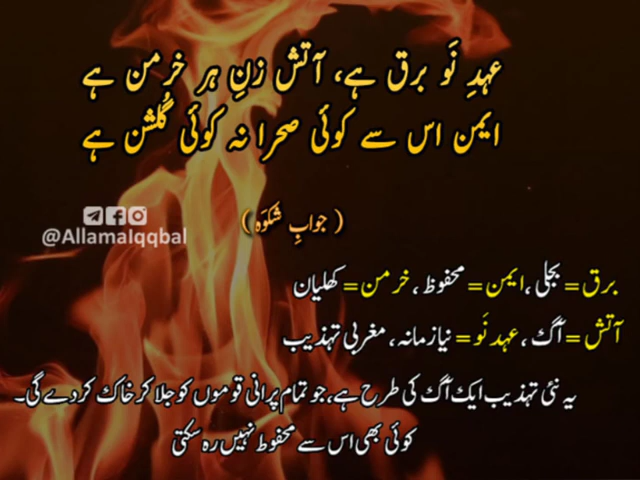 عہدِ نَو برق ہے، آتش زنِ ہر خرمن ہے
ایمن اس سے کوئی صحرا نہ کوئی گُلشن ہے
( جوابِ شکوَہ )
@AllamaIqqbal
برق = بجلی ، ایمن = محفوظ ، خرمن = کھلیان
آتش = آگ ، عہد نَو = نیا زمانہ ، مغربی تہذیب
یہ نئی تہذیب ایک آگ کی طرح ہے، جو تمام پرانی قوموں کو جلا کر خاک کر دے گی۔
کوئی بھی اس سے محفوظ نہیں رہ سکتی